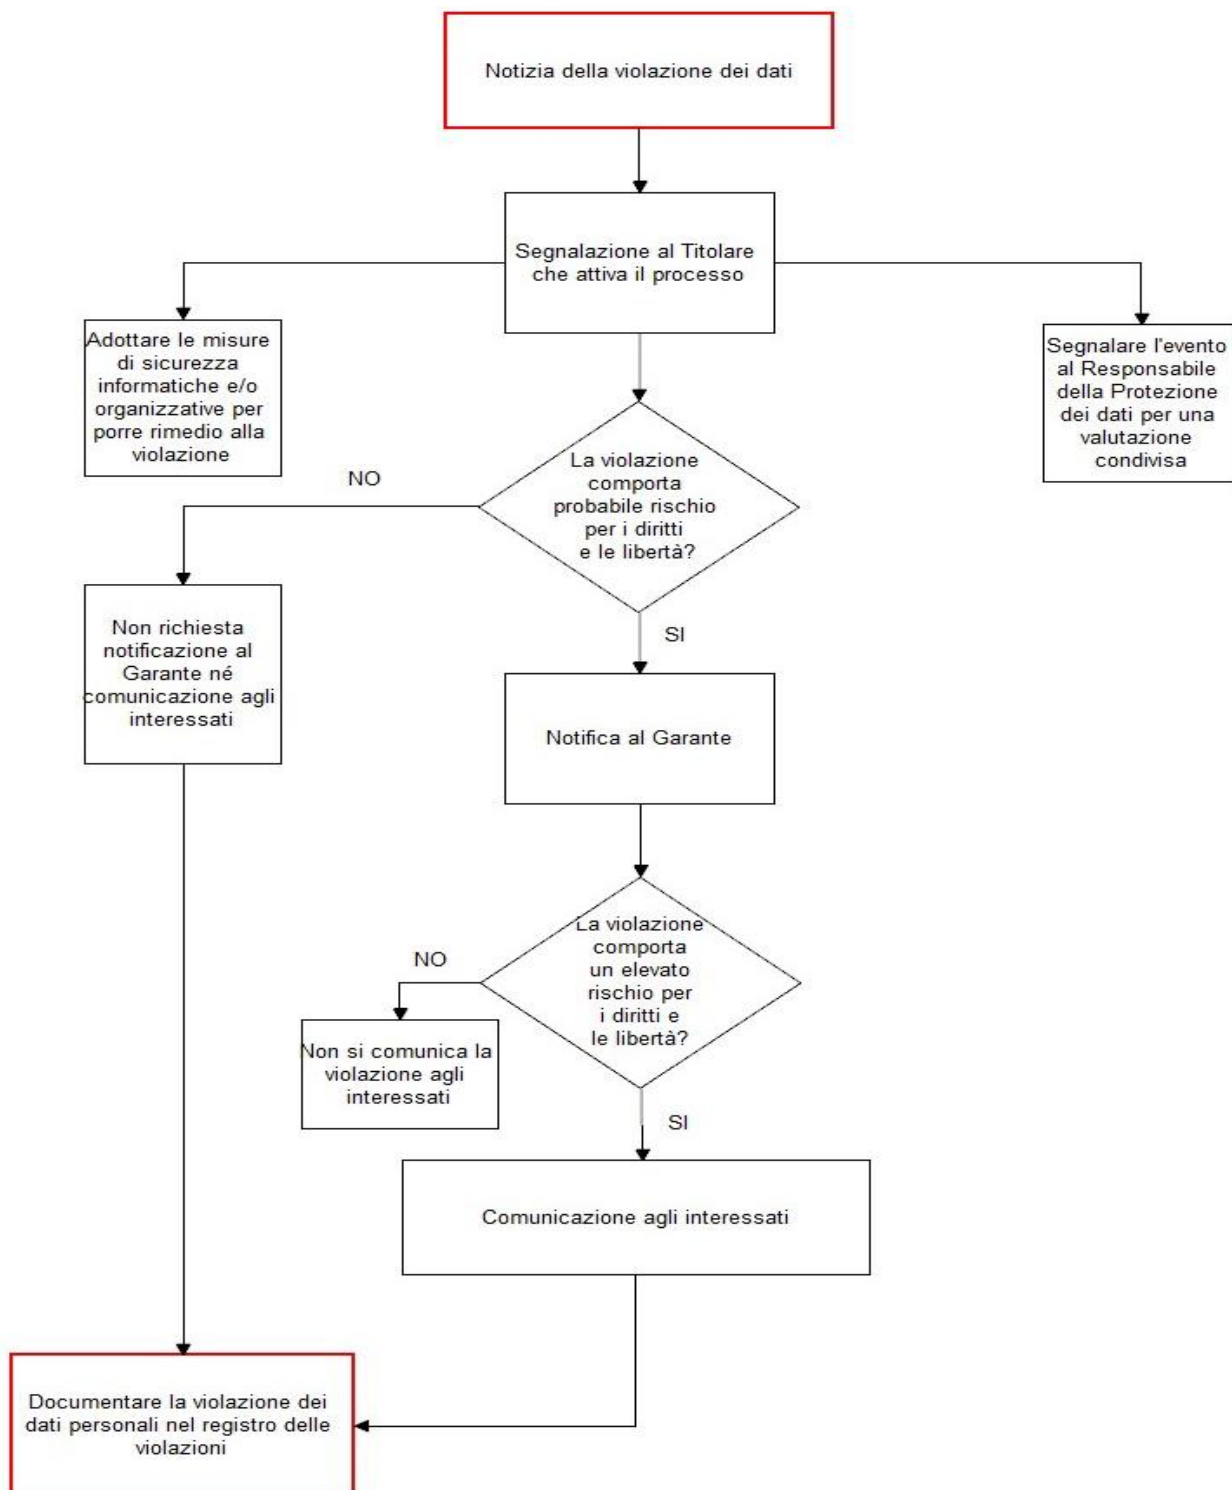 Notizia della violazione dei dati
Segnalazione al Titolare
che attiva il processo
Adottare le misure
di sicurezza
informatiche e/o
organizzative per
porre rimedio alla
violazione
Segnalare l'evento
al Responsabile
della Protezione
dei dati per una
valutazione
condivisa
La violazione
comporta
probabile rischio
per i diritti
e le libertà?
NO
Non richiesta
notificazione al
Garante né
comunicazione agli
interessati
SI
Notifica al Garante
La violazione
comporta
un elevato
rischio per
i diritti e
le libertà?
NO
Non si comunica la
violazione agli
interessati
SI
Comunicazione agli interessati
Documentare la violazione dei
dati personali nel registro delle
violazioni